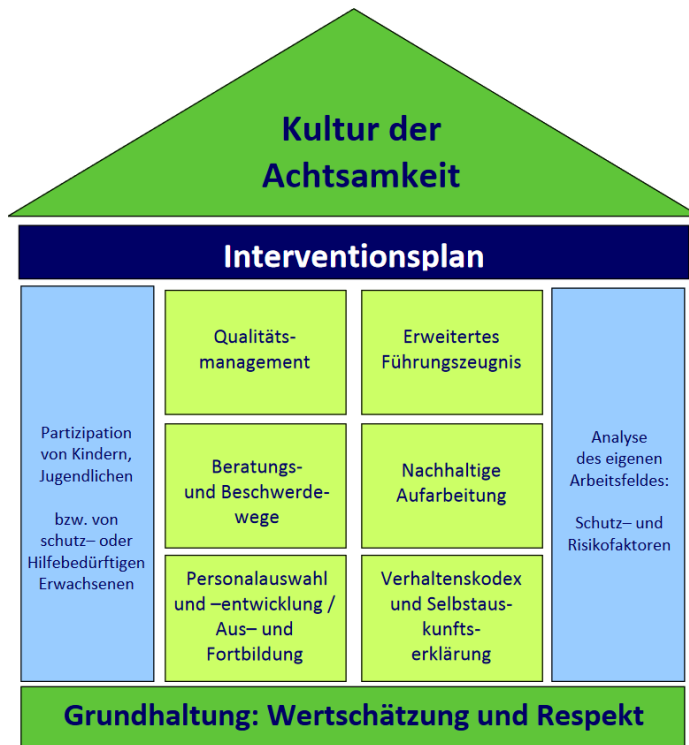 Kultur der
Achtsamkeit
Interventionsplan
Partizipation
von Kindern,
Jugendlichen
bzw. von
schutz– oder
Hilfebedürftigen
Erwachsenen
Qualitäts-
management
Erweitertes
Führungszeugnis
Beratungs-
und Beschwerde-
wege
Nachhaltige
Aufarbeitung
Personalauswahl
und –entwicklung /
Aus– und
Fortbildung
Verhaltenskodex
und Selbstaus-
kunfts-
erklärung
Analyse
des eigenen
Arbeitsfeldes:
Schutz– und
Risikofaktoren
Grundhaltung: Wertschätzung und Respekt